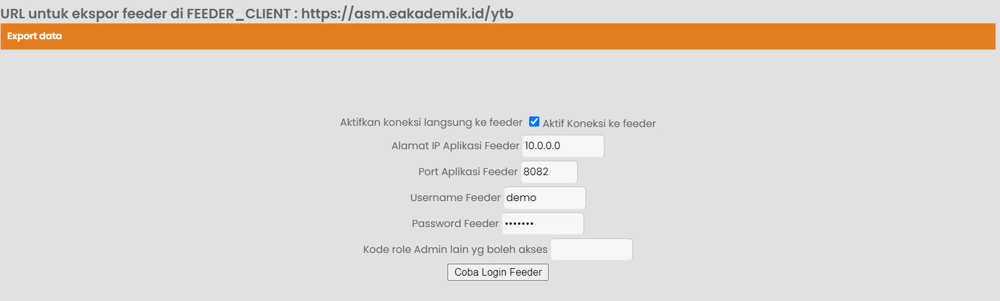 URL untuk ekspor feeder di FEEDER_CLIENT : https://asm.eakademik.id/ytb
Export data
Aktifkan koneksi langsung ke feeder Aktif Koneksi ke feeder
Alamat IP Aplikasi Feeder 10.0.0.0
Port Aplikasi Feeder 8082
Username Feeder demo
Password Feeder •••••••
Kode role Admin lain yg boleh akses
Coba Login Feeder